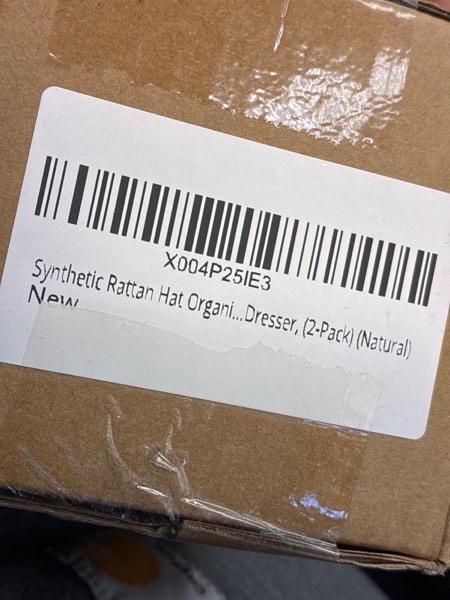 X004P25IE3
Synthetic Rattan Hat Organi...Dresser, (2-Pack) (Natural)
New